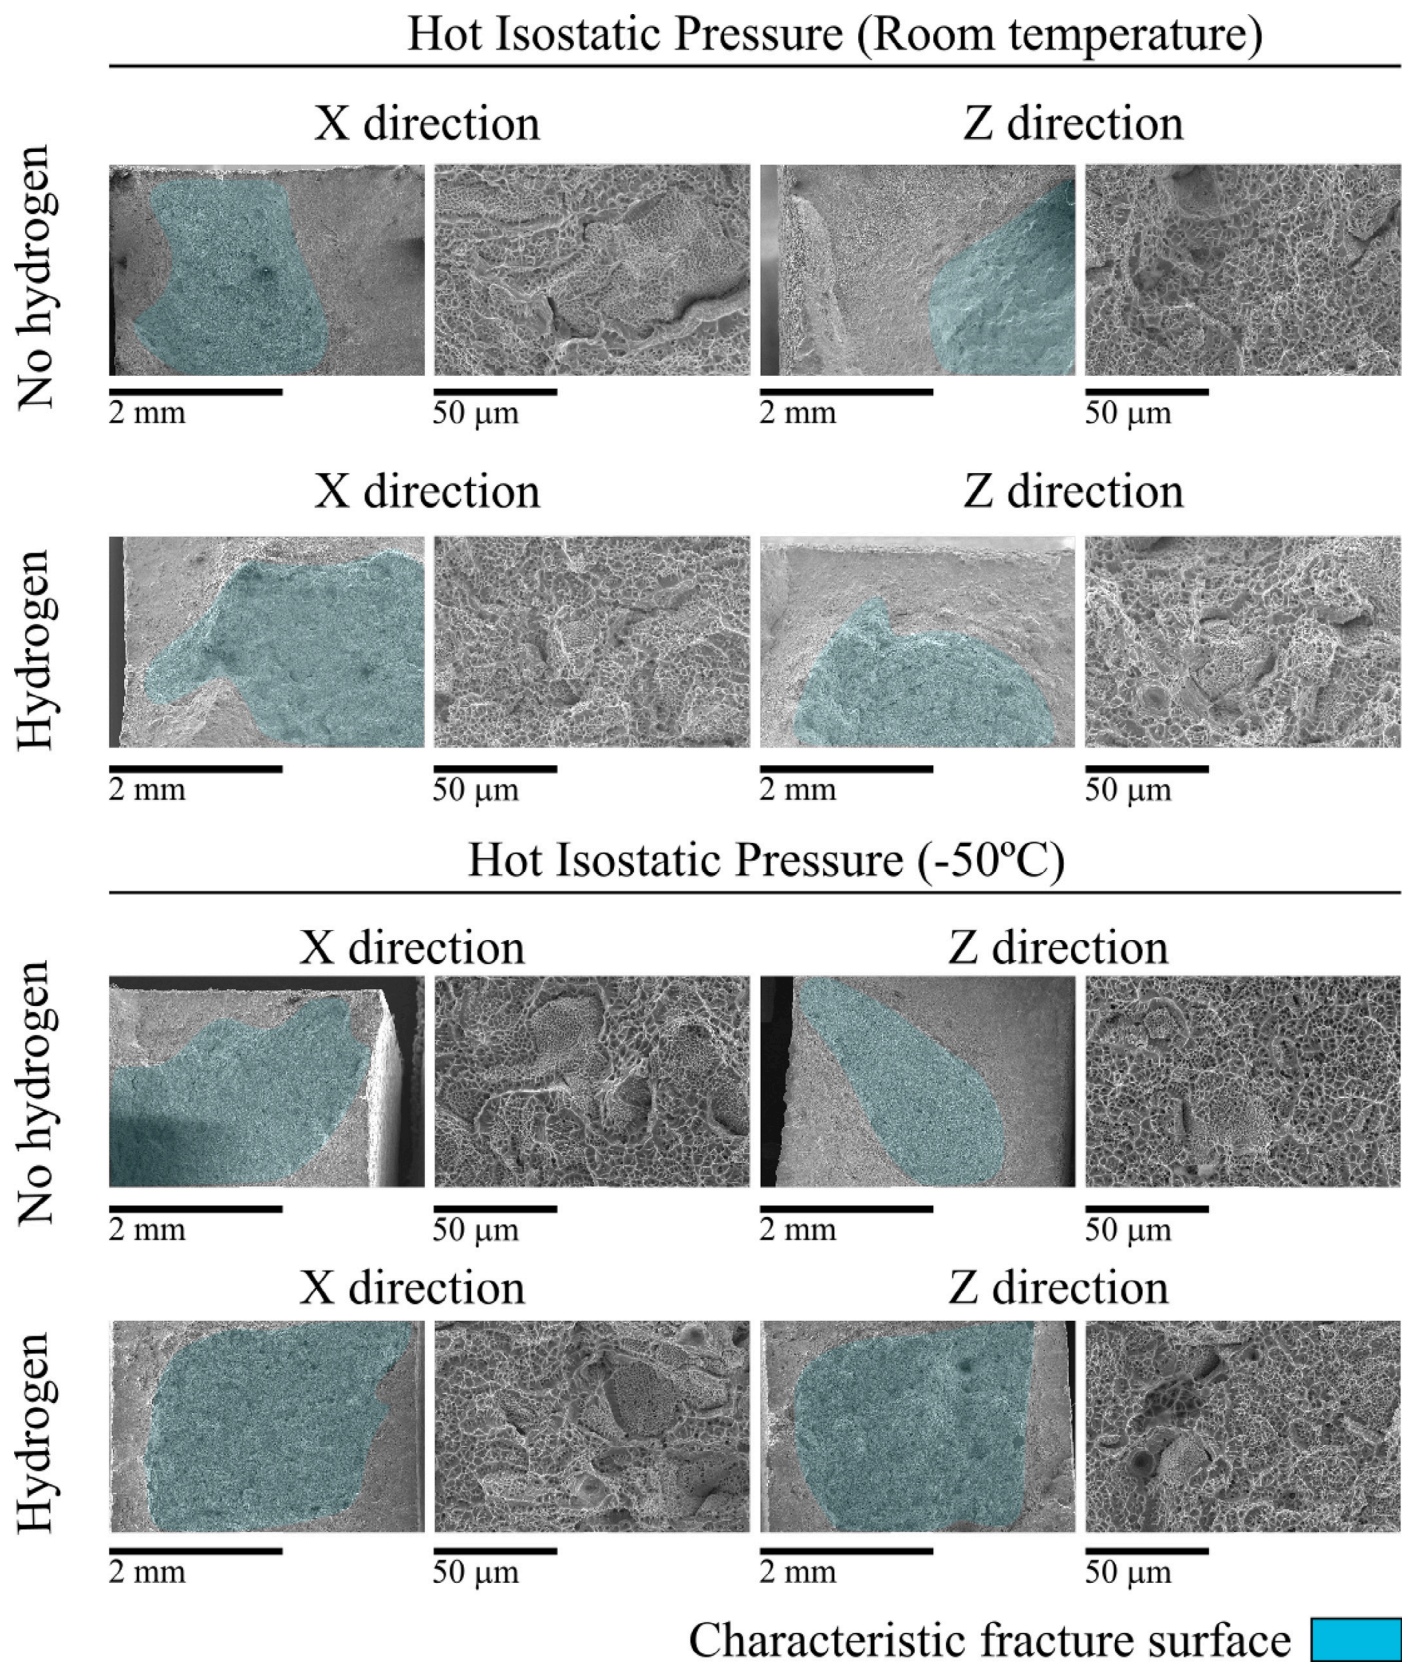 Hot Isostatic Pressure (Room temperature)
X direction
Z direction
No hydrogen
2 mm
50 μm
2 mm
50 μm
X direction
Z direction
Hydrogen
2 mm
50 μm
2 mm
50 μm
Hot Isostatic Pressure (-50ºC)
X direction
Z direction
No hydrogen
2 mm
50 μm
2 mm
50 μm
X direction
Z direction
Hydrogen
2 mm
50 μm
2 mm
50 μm
Characteristic fracture surface